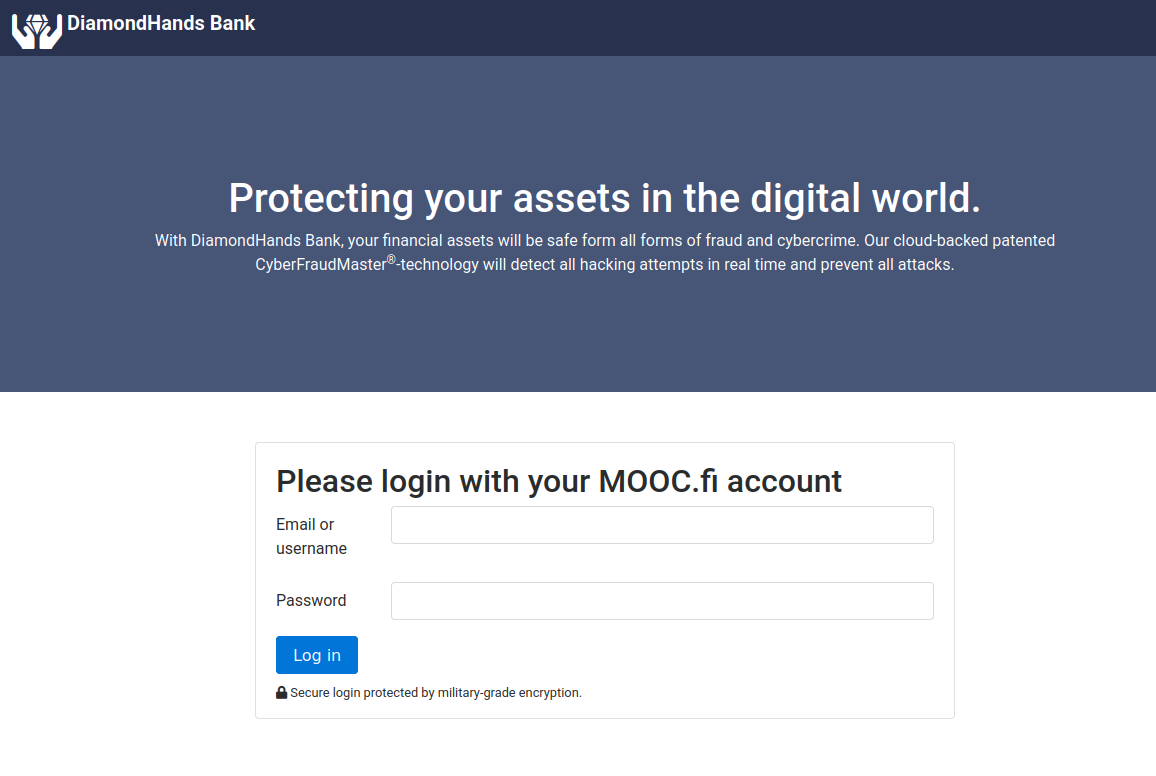 DiamondHands Bank
Protecting your assets in the digital world.
With DiamondHands Bank, your financial assets will be safe form all forms of fraud and cybercrime. Our cloud-backed patented
CyberFraudMaster®-technology will detect all hacking attempts in real time and prevent all attacks.
Please login with your MOOC.fi account
Email or
username
Password
Log in
Secure login protected by military-grade encryption.